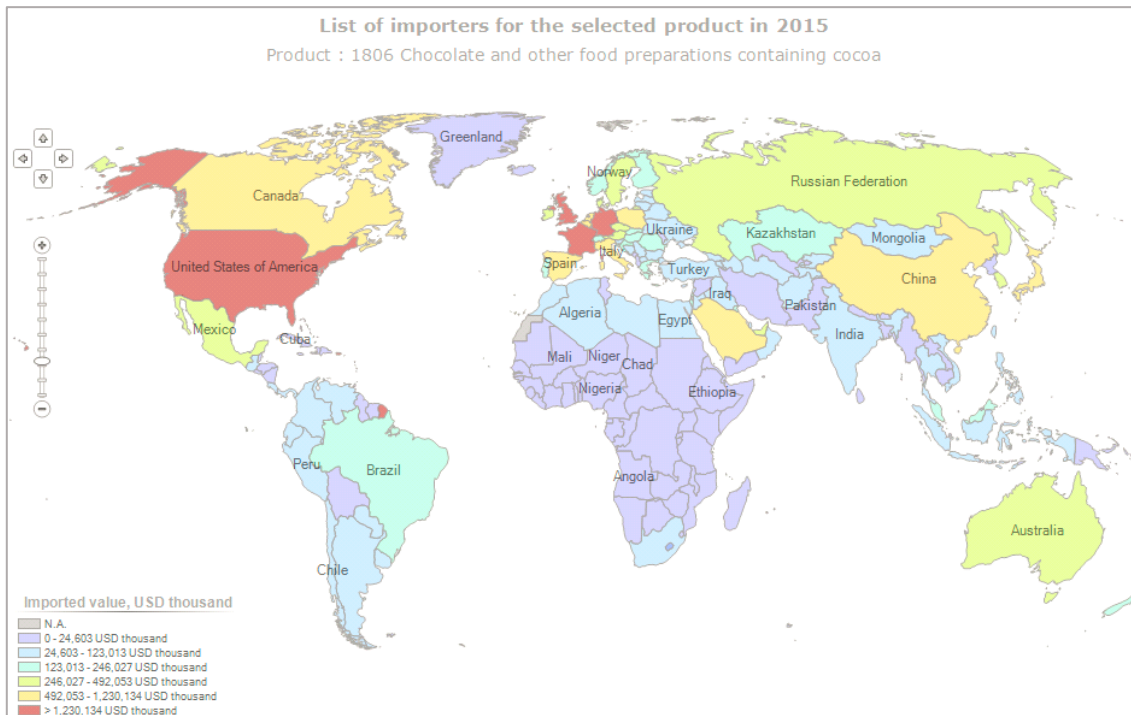 List of importers for the selected product in 2015
Product : 1806 Chocolate and other food preparations containing cocoa
Greenland
Norway
Russian Federation
Canada
Ukraine
Kazakhstan
Mongolia
Italy
Spain
United States of America
Turkey
China
Iraq
Pakistan
Algeria
Egypt
India
Mexico
Cuba
Mali
Niger
Chad
Nigeria
Ethiopia
Peru
Brazil
Angola
Australia
Chile
Imported value, USD thousand
N.A.
0 - 24,603 USD thousand
24,603 - 123,013 USD thousand
123,013 - 246,027 USD thousand
246,027 - 492,053 USD thousand
492,053 - 1,230,134 USD thousand
> 1,230,134 USD thousand